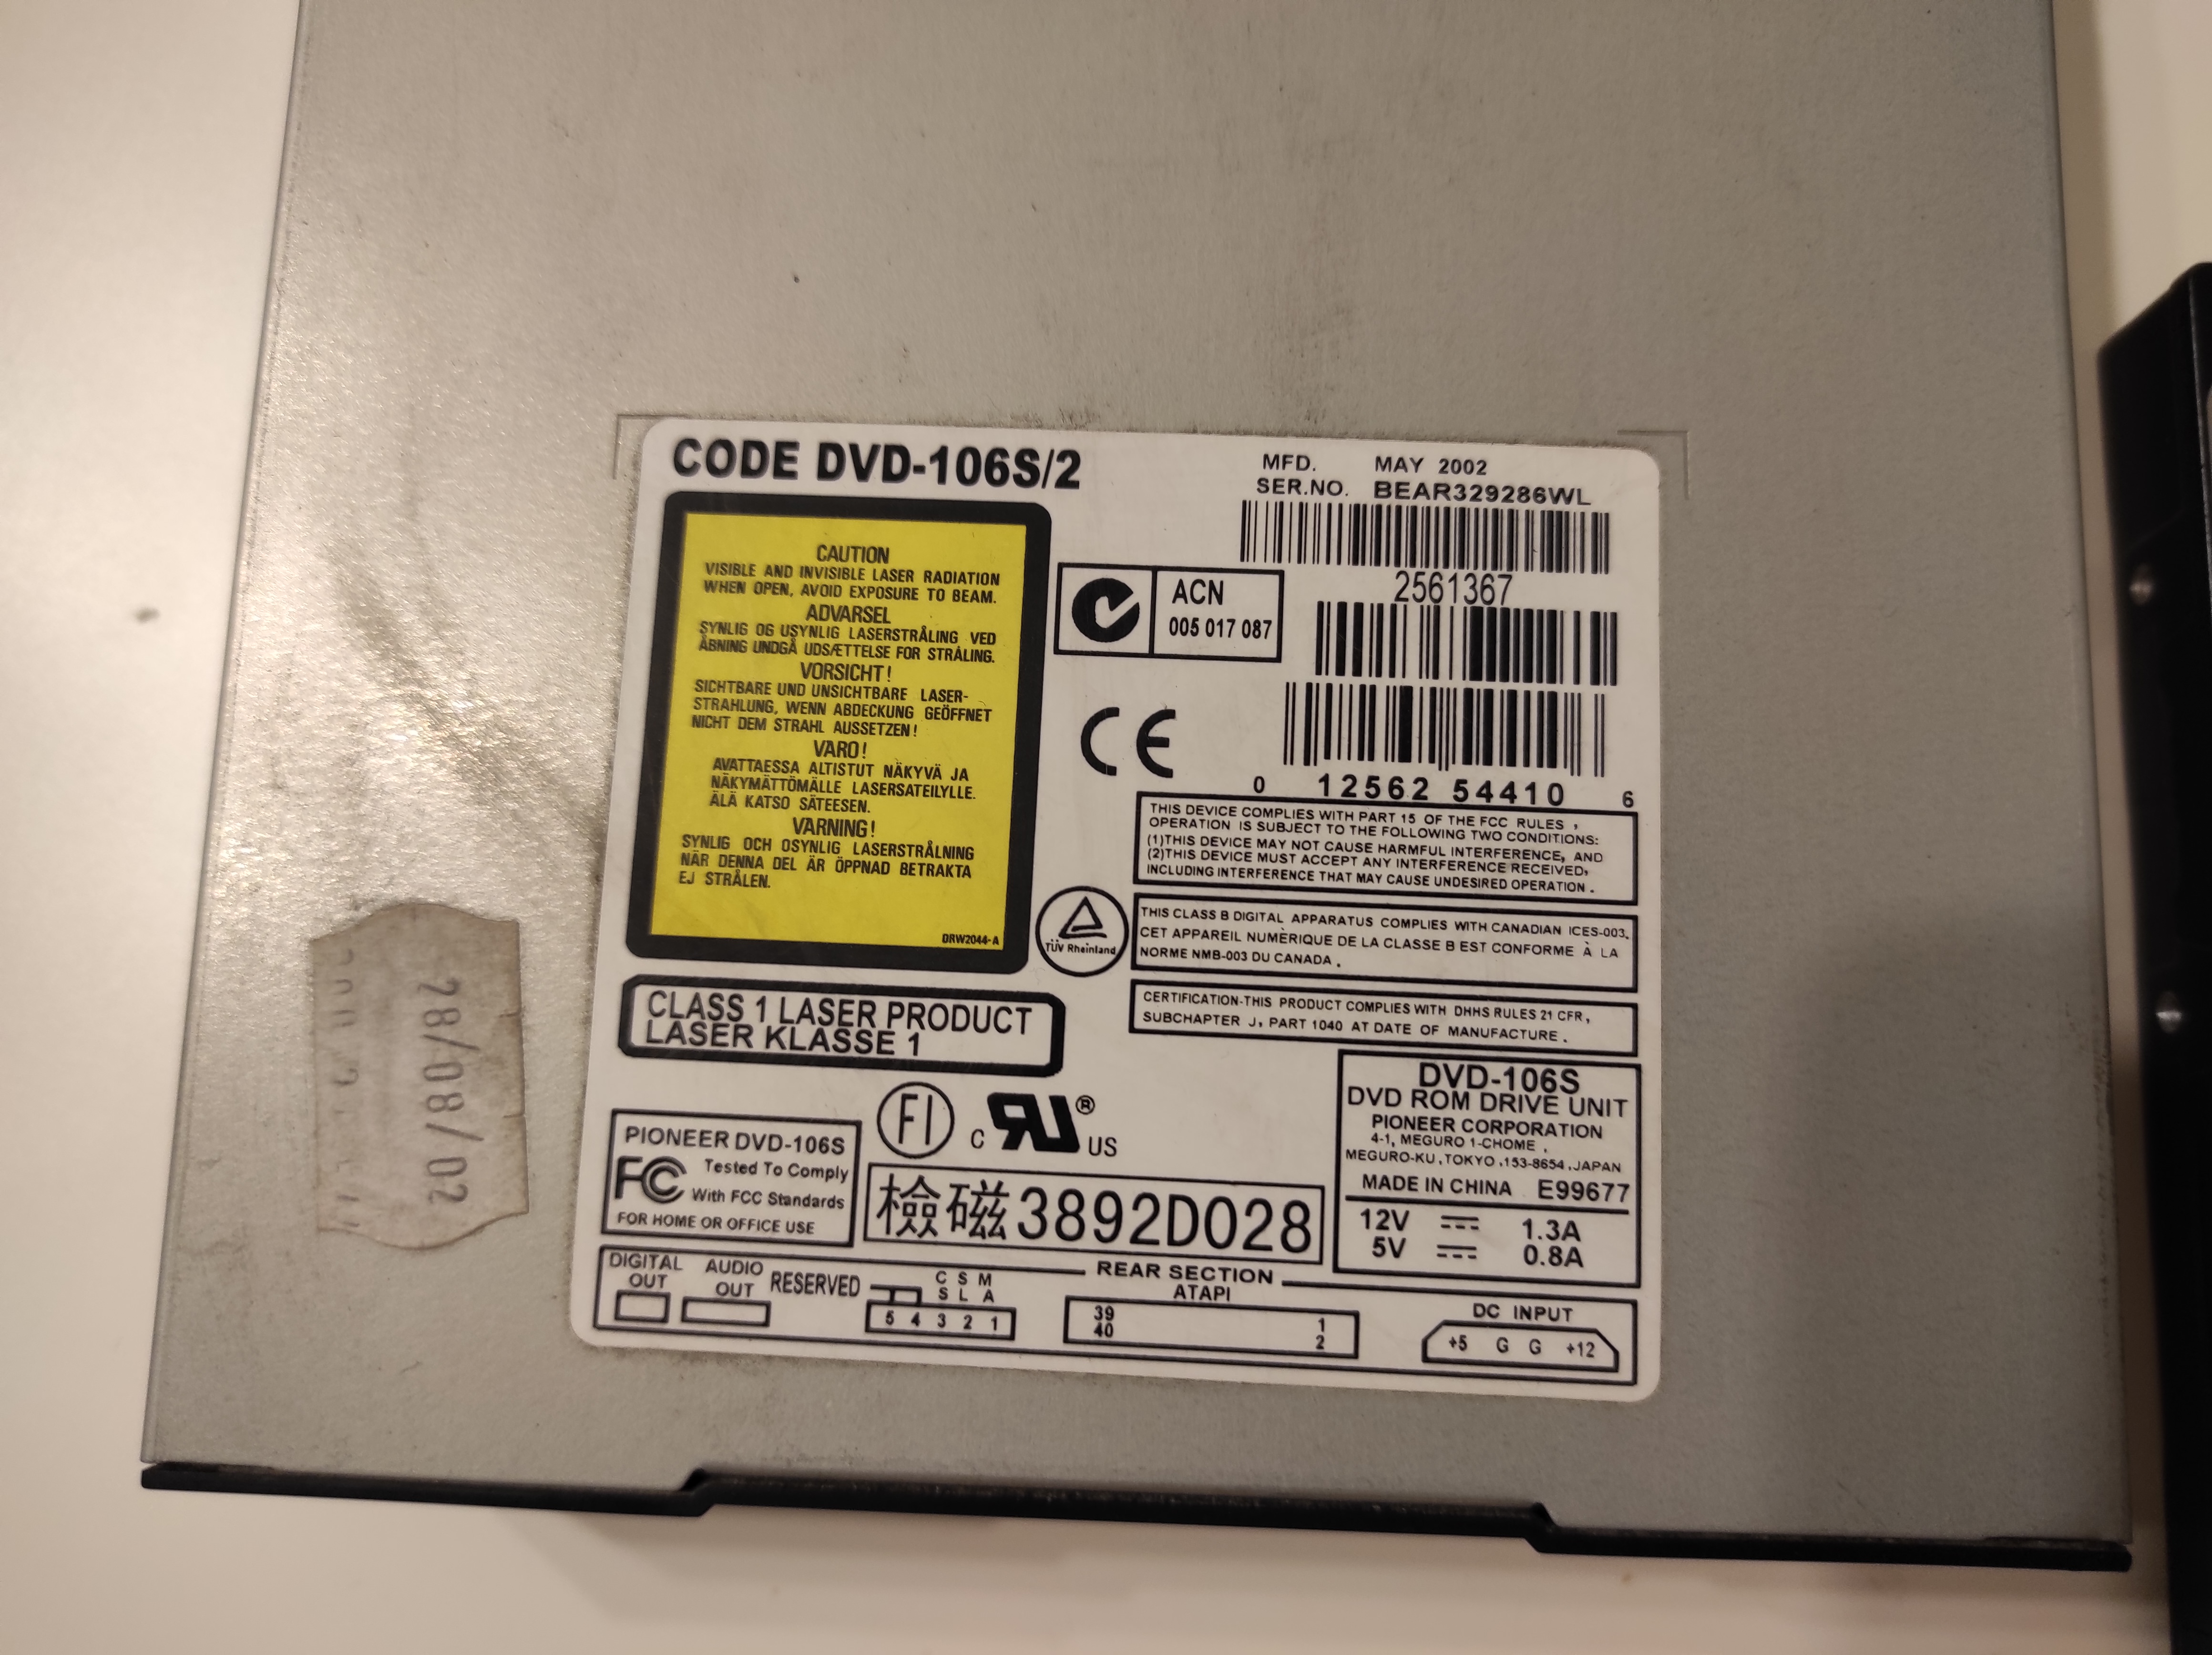 CODE DVD-106S/2
MFD. MAY 2002
SER.NO. BEAR329286WL
2561367
0 12562 54410 6
CAUTION
VISIBLE AND INVISIBLE LASER RADIATION
WHEN OPEN, AVOID EXPOSURE TO BEAM.
ADVARSEL
SYNLIG OG USYNLIG LASERSTRÅLING VED
ÅBNING UNDGÅ UDSÆTTELSE FOR STRÅLING.
VORSICHT!
SICHTBARE UND UNSICHTBARE LASER-
STRAHLUNG, WENN ABDECKUNG GEÖFFNET
NICHT DEM STRAHL AUSSETZEN!
VARO!
AVATTAESSA ALTISTUT NÄKYVÄ JA
NÄKYMÄTTÖMÄLLE LASERSATEILYLLE.
ÄLÄ KATSO SÄTEESEN.
VARNING!
SYNLIG OCH OSYNLIG LASERSTRÅLNING
NÄR DENNA DEL ÄR ÖPPNAD BETRAKTA
EJ STRÅLEN.
DRW2044-A
ACN
005 017 087
CE
THIS DEVICE COMPLIES WITH PART 15 OF THE FCC RULES ,
OPERATION IS SUBJECT TO THE FOLLOWING TWO CONDITIONS:
(1)THIS DEVICE MAY NOT CAUSE HARMFUL INTERFERENCE, AND
(2)THIS DEVICE MUST ACCEPT ANY INTERFERENCE RECEIVED,
INCLUDING INTERFERENCE THAT MAY CAUSE UNDESIRED OPERATION .
TÜV Rheinland
THIS CLASS B DIGITAL APPARATUS COMPLIES WITH CANADIAN ICES-003.
CET APPAREIL NUMÈRIQUE DE LA CLASSE B EST CONFORME À LA
NORME NMB-003 DU CANADA .
CERTIFICATION-THIS PRODUCT COMPLIES WITH DHHS RULES 21 CFR,
SUBCHAPTER J, PART 1040 AT DATE OF MANUFACTURE .
CLASS 1 LASER PRODUCT
LASER KLASSE 1
28/08/02
FI
C RU® US
DVD-106S
DVD ROM DRIVE UNIT
PIONEER CORPORATION
4-1, MEGURO 1-CHOME ,
MEGURO-KU,TOKYO,153-8654,JAPAN
MADE IN CHINA E99677
12V 1.3A
5V 0.8A
PIONEER DVD-106S
FC Tested To Comply
With FCC Standards
FOR HOME OR OFFICE USE
檢磁3892D028
REAR SECTION
DIGITAL OUT
AUDIO OUT
RESERVED
C S M
S L A
5 4 3 2 1
ATAPI
39 1
40 2
DC INPUT
+5 G G +12